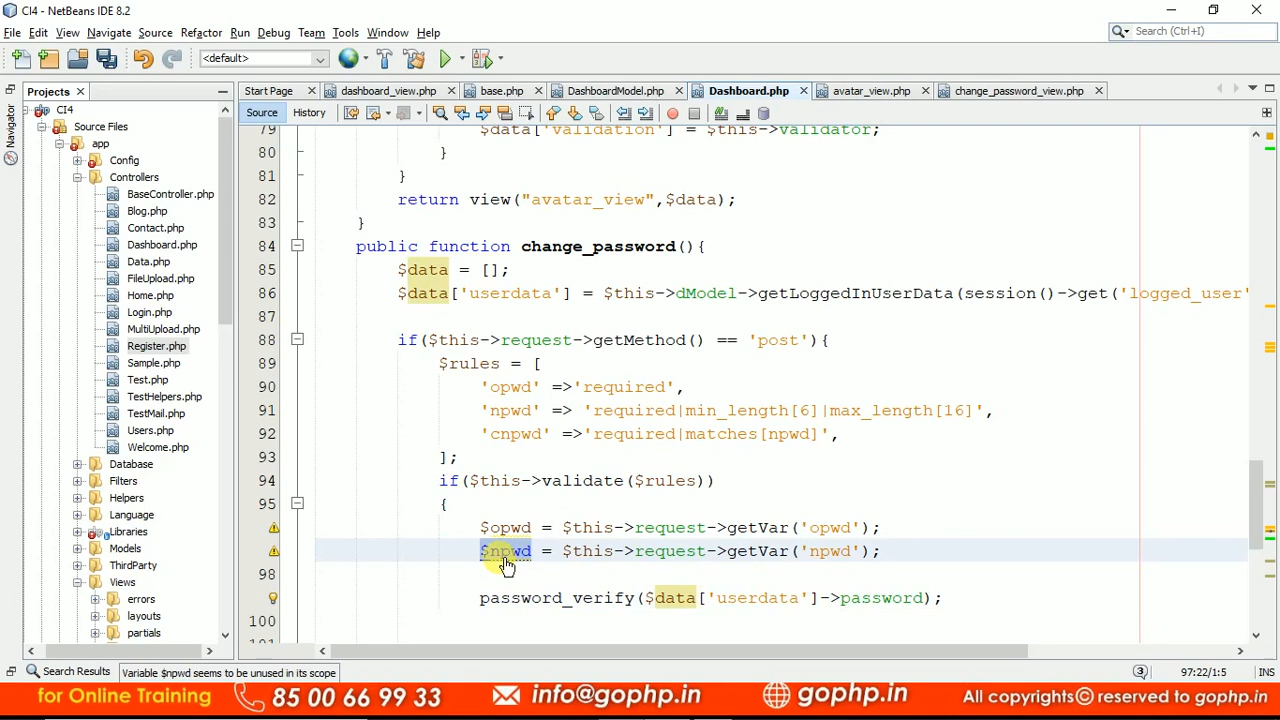 CI4 - NetBeans IDE 8.2
File Edit View Navigate Source Refactor Run Debug Team Tools Window Help
<default>
Search (Ctrl+I)
Projects
Start Page dashboard_view.php base.php DashboardModel.php Dashboard.php avatar_view.php change_password_view.php
Navigator
CI4
Source Files
app
Config
Controllers
BaseController.php
Blog.php
Contact.php
Dashboard.php
Data.php
FileUpload.php
Home.php
Login.php
MultiUpload.php
Register.php
Sample.php
Test.php
TestHelpers.php
TestMail.php
Users.php
Welcome.php
Database
Filters
Helpers
Language
Libraries
Models
ThirdParty
Views
errors
layouts
partials
Source History
79 $data['validation'] = $this->validator;
80 }
81 }
82 return view("avatar_view",$data);
83 }
84 public function change_password(){
85 $data = [];
86 $data['userdata'] = $this->dModel->getLoggedInUserData(session()->get('logged_user'
87
88 if($this->request->getMethod() == 'post'){
89 $rules = [
90 'opwd' =>'required',
91 'npwd' => 'required|min_length[6]|max_length[16]',
92 'cnpwd' =>'required|matches[npwd]',
93 ];
94 if($this->validate($rules))
95 {
$opwd = $this->request->getVar('opwd');
$npwd = $this->request->getVar('npwd');
98
password_verify($data['userdata']->password);
100
Search Results
Variable $npwd seems to be unused in its scope
3
97:22/1:5
INS
for Online Training 85 00 66 99 33 info@gophp.in gophp.in All copyrights© reserved to gophp.in